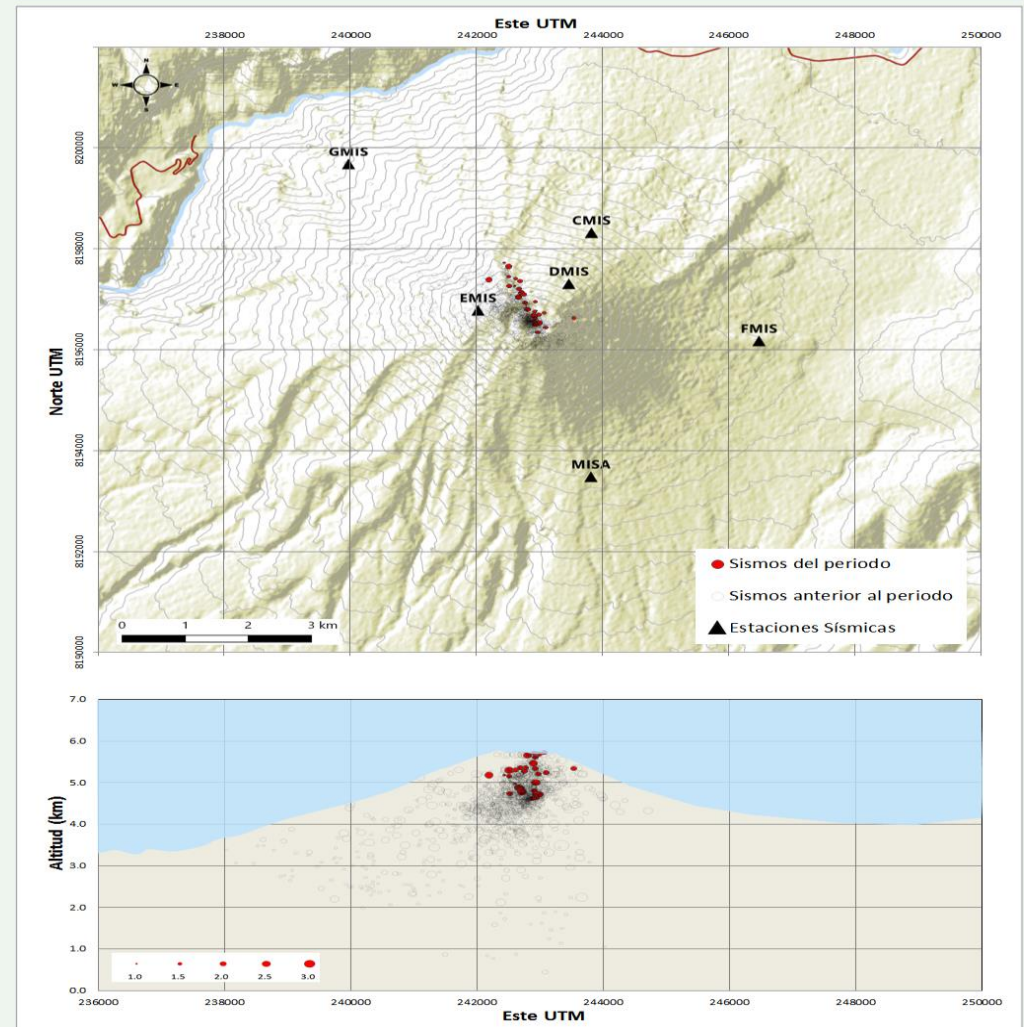 Este UTM
238000 240000 242000 244000 246000 248000 250000
N
W E
S
8200000
GMIS
CMIS
8198000
DMIS
EMIS
FMIS
8196000
Norte UTM
8194000
MISA
8192000
Sismos del periodo
Sismos anterior al periodo
Estaciones Sísmicas
0 1 2 3 km
8190000
7.0
6.0
5.0
4.0
3.0
2.0
1.0
0.0
Altitud (km)
1.0 1.5 2.0 2.5 3.0
236000 238000 240000 242000 244000 246000 248000 250000
Este UTM